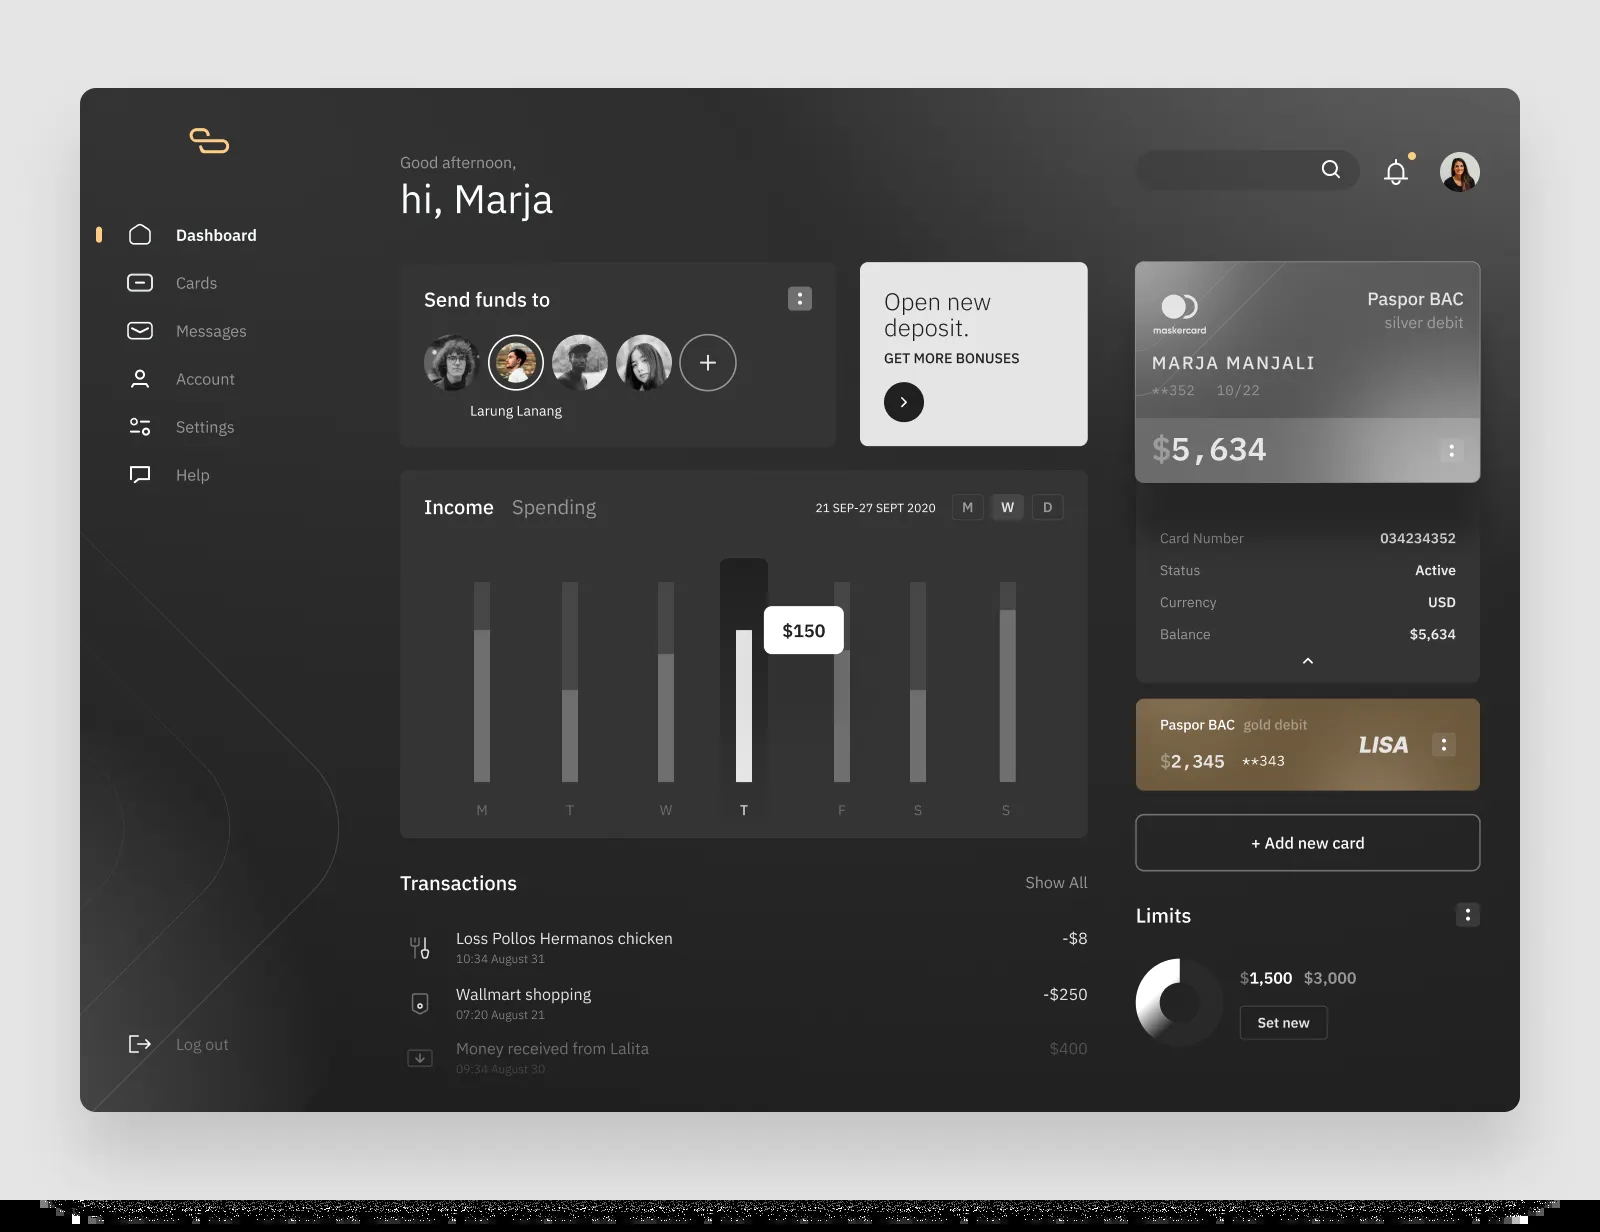 Good afternoon,
hi, Marja
Dashboard
Cards
Messages
Account
Settings
Help
Log out
Send funds to
Larung Lanang
Open new
deposit.
GET MORE BONUSES
Income Spending
21 SEP-27 SEPT 2020 M W D
$150
M T W T F S S
Transactions Show All
Loss Pollos Hermanos chicken -$8
10:34 August 31
Wallmart shopping -$250
07:20 August 21
Money received from Lalita $400
09:34 August 30
maskercard
Paspor BAC
silver debit
MARJA MANJALI
**352 10/22
$5,634
Card Number 034234352
Status Active
Currency USD
Balance $5,634
Paspor BAC gold debit
$2,345 **343
LISA
+ Add new card
Limits
$1,500 $3,000
Set new